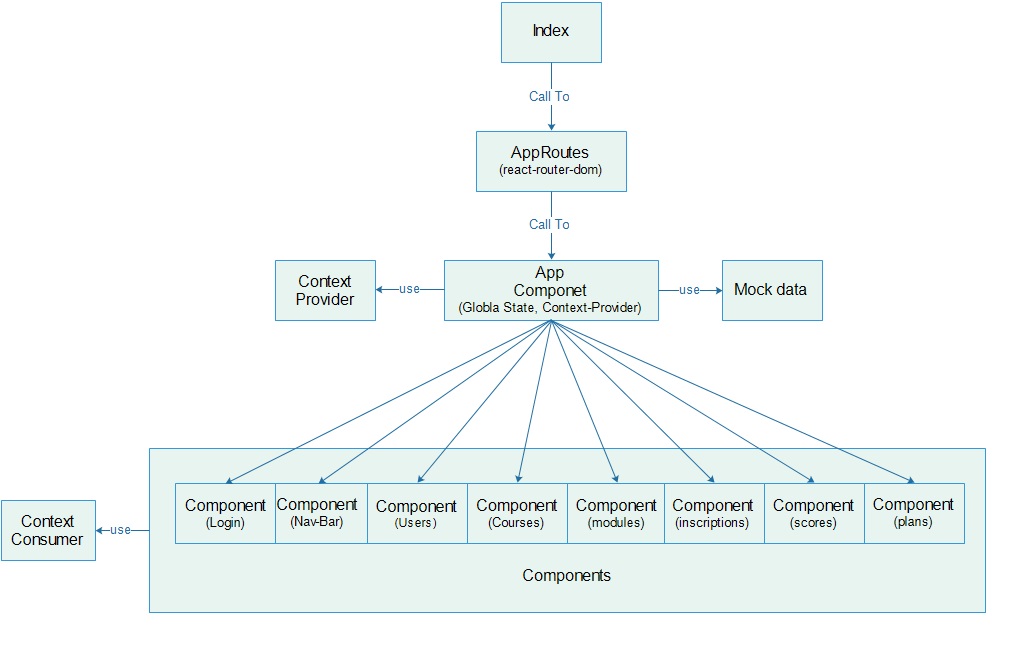 Index
Call To
AppRoutes
(react-router-dom)
Call To
Context
Provider
use
App
Componet
(Globla State, Context-Provider)
use
Mock data
Component
(Login)
Component
(Nav-Bar)
Component
(Users)
Component
(Courses)
Component
(modules)
Component
(inscriptions)
Component
(scores)
Component
(plans)
Context
Consumer
use
Components